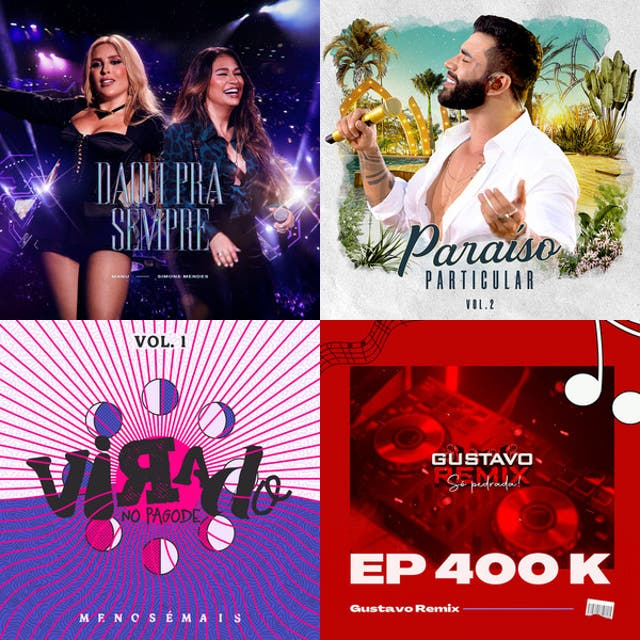 DAQUI PRA
SEMPRE
MANU SIMONE MENDES
Paraíso
PARTICULAR
VOL.2
VOL. 1
VIRADO
NO PAGODE
MENOSÉMAIS
GUSTAVO
REMIX
Só pedrada!
EP 400 K
Gustavo Remix